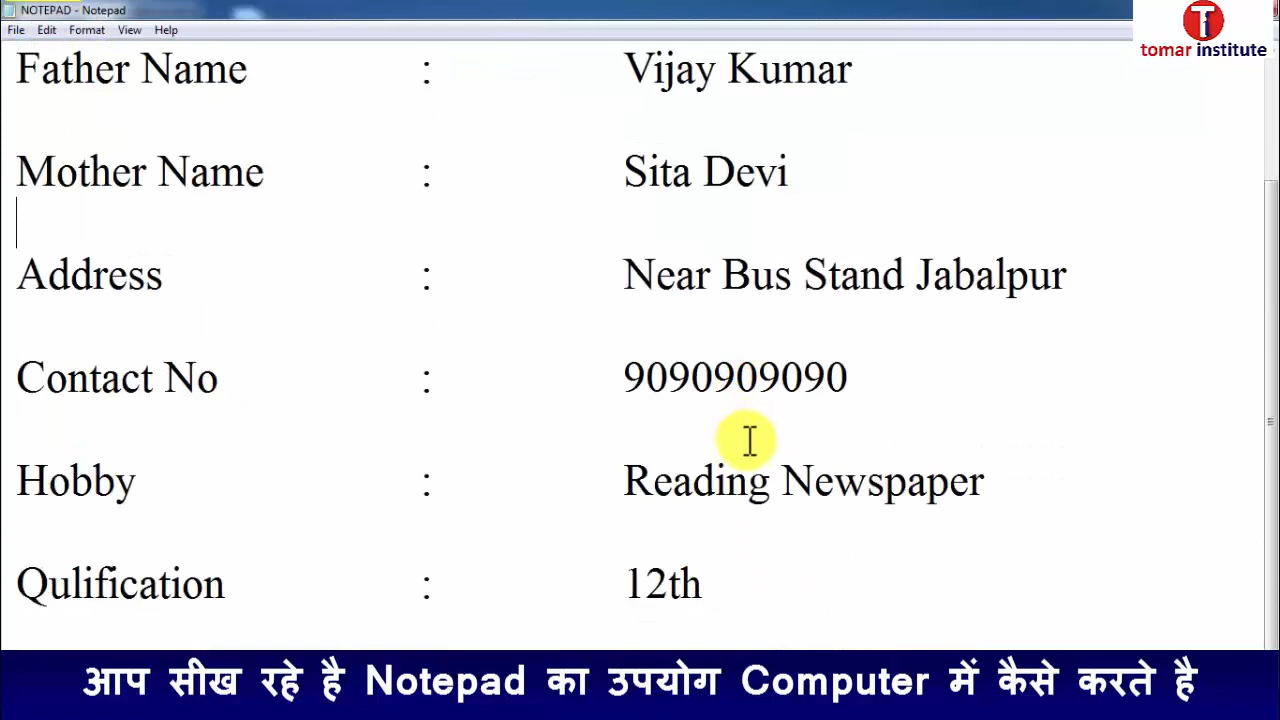 NOTEPAD - Notepad
File Edit Format View Help
tomar institute
Father Name : Vijay Kumar
Mother Name : Sita Devi
Address : Near Bus Stand Jabalpur
Contact No : 9090909090
Hobby : Reading Newspaper
Qulification : 12th
आप सीख रहे है Notepad का उपयोग Computer में कैसे करते है